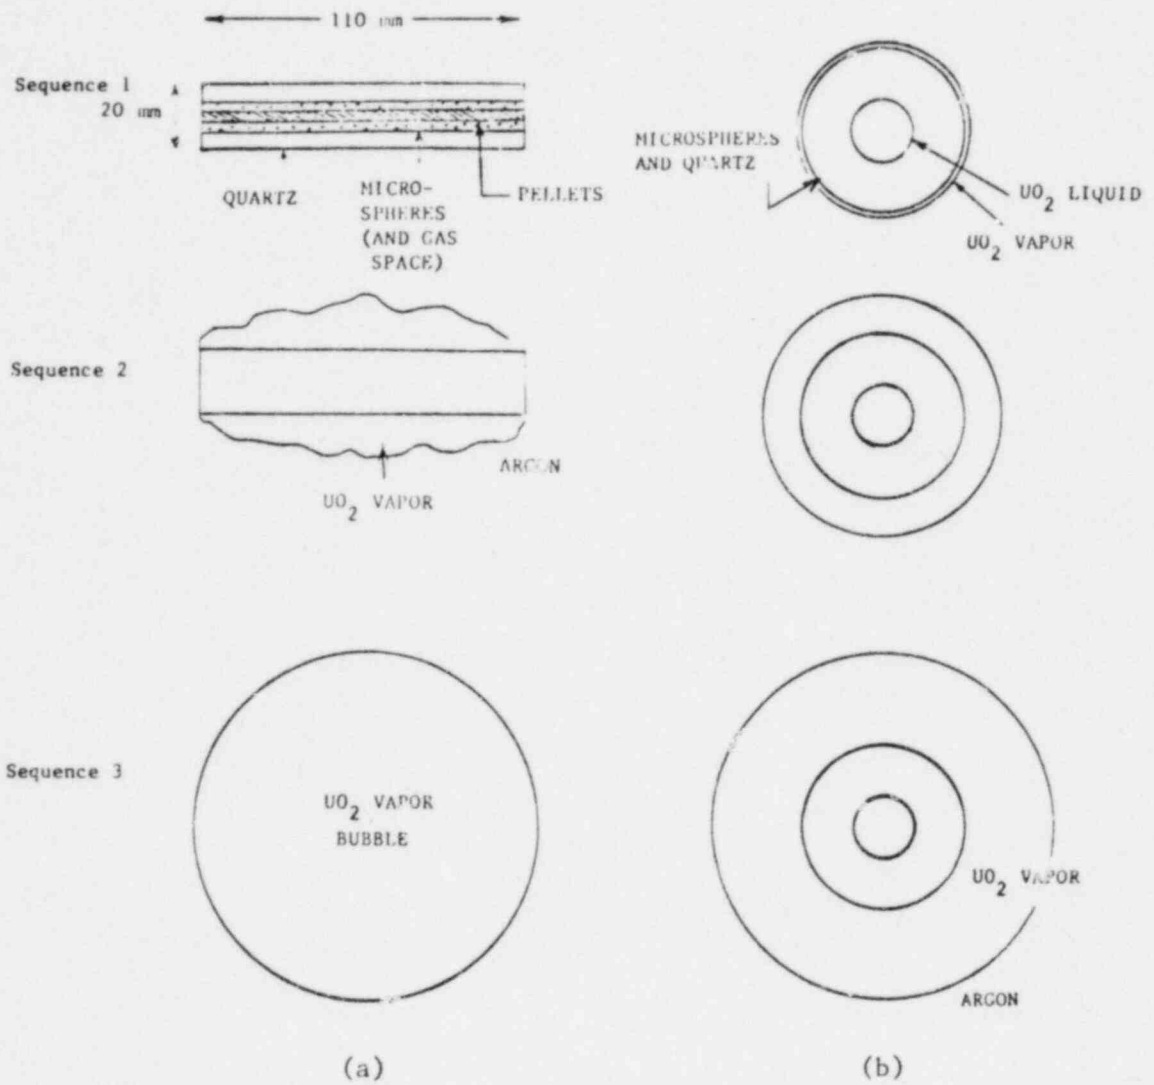 110 mm
Sequence 1
20 mm
QUARTZ
MICRO-
SPHERES
(AND GAS
SPACE)
PELLETS
MICROSPHERES
AND QUARTZ
UO2 LIQUID
UO2 VAPOR
Sequence 2
ARGON
UO2 VAPOR
Sequence 3
UO2 VAPOR
BUBBLE
UO2 VAPOR
ARGON
(a)
(b)